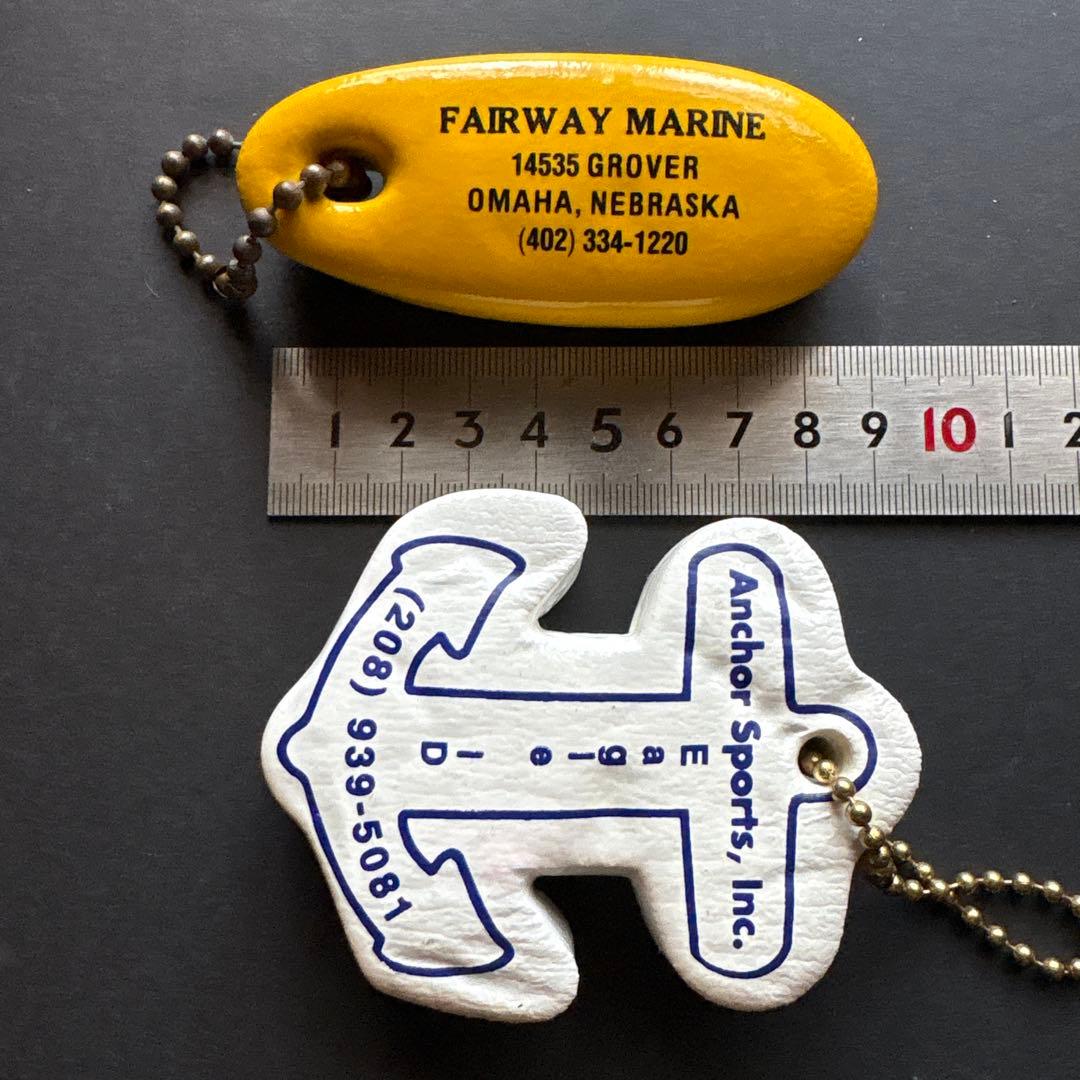 FAIRWAY MARINE
14535 GROVER
OMAHA, NEBRASKA
(402) 334-1220
1 2 3 4 5 6 7 8 9 10 1 2
Anchor Sports, Inc.
Eagle ID
(208) 939-5081